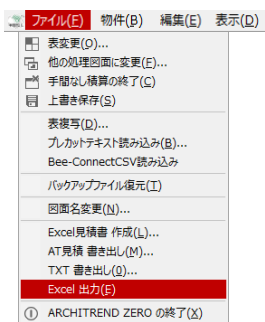 ファイル(F) 物件(B) 編集(E) 表示(D)
表変更(O)...
他の処理図面に変更(F)...
手間なし積算の終了(C)
上書き保存(S)
表複写(D)...
プレカットテキスト読み込み(B)...
Bee-ConnectCSV読み込み
バックアップファイル復元(T)
図面名変更(N)...
Excel見積書 作成(L)...
AT見積 書き出し(M)...
TXT 書き出し(0)...
Excel 出力(E)
ARCHITREND ZERO の終了(X)